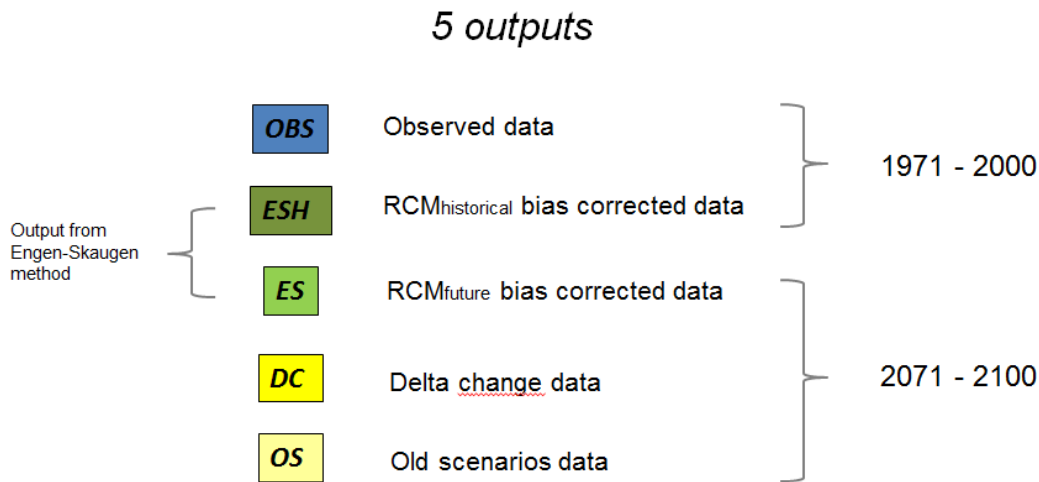 5 outputs
OBS Observed data
1971 - 2000
ESH RCMhistorical bias corrected data
Output from
Engen-Skaugen
method
ES RCMfuture bias corrected data
DC Delta change data
2071 - 2100
OS Old scenarios data